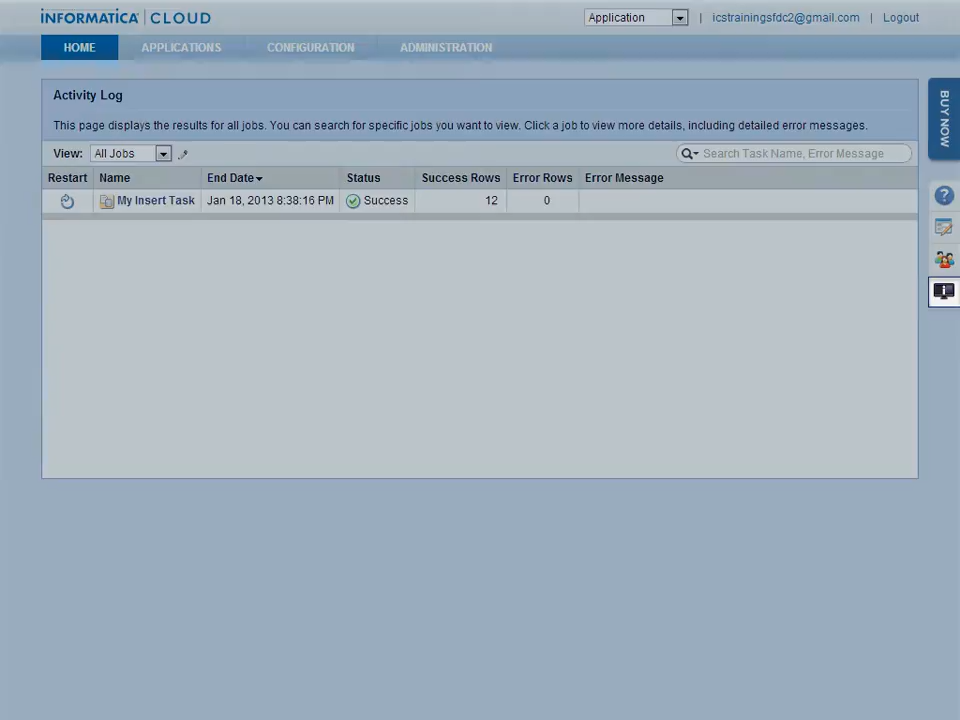 INFORMATICA | CLOUD
Application | icstrainingsfdc2@gmail.com | Logout
HOME APPLICATIONS CONFIGURATION ADMINISTRATION
Activity Log
This page displays the results for all jobs. You can search for specific jobs you want to view. Click a job to view more details, including detailed error messages.
View: All Jobs Search Task Name, Error Message
Restart Name End Date Status Success Rows Error Rows Error Message
My Insert Task Jan 18, 2013 8:38:16 PM Success 12 0
BUY NOW
?
i